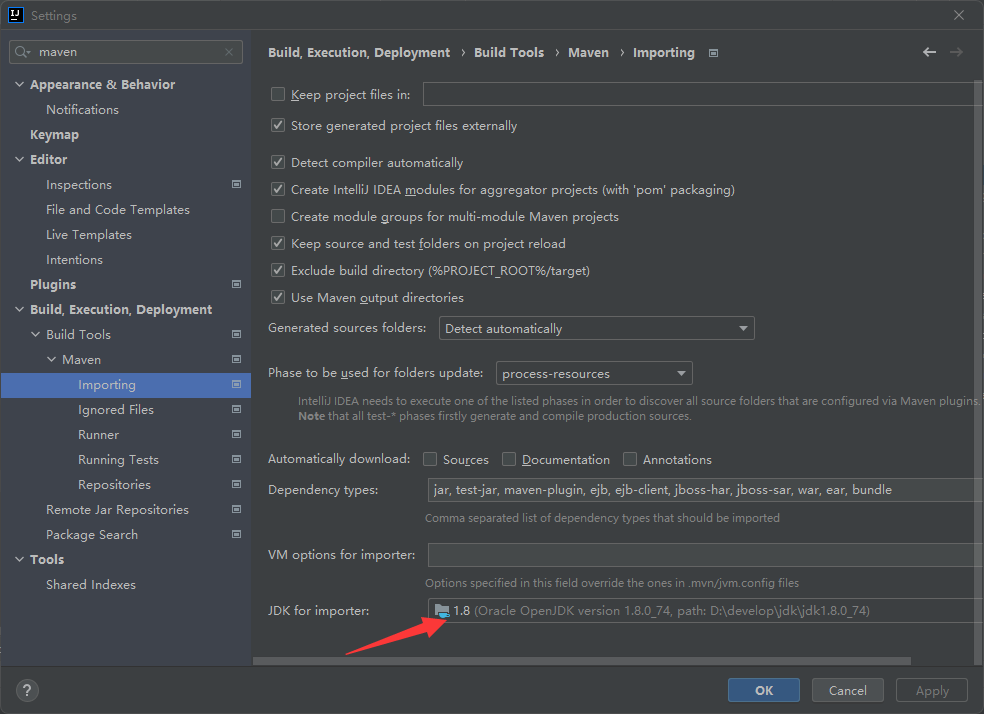 Settings
maven
Appearance & Behavior
Notifications
Keymap
Editor
Inspections
File and Code Templates
Live Templates
Intentions
Plugins
Build, Execution, Deployment
Build Tools
Maven
Importing
Ignored Files
Runner
Running Tests
Repositories
Remote Jar Repositories
Package Search
Tools
Shared Indexes
Build, Execution, Deployment › Build Tools › Maven › Importing
Keep project files in:
Store generated project files externally
Detect compiler automatically
Create IntelliJ IDEA modules for aggregator projects (with 'pom' packaging)
Create module groups for multi-module Maven projects
Keep source and test folders on project reload
Exclude build directory (%PROJECT_ROOT%/target)
Use Maven output directories
Generated sources folders: Detect automatically
Phase to be used for folders update: process-resources
IntelliJ IDEA needs to execute one of the listed phases in order to discover all source folders that are configured via Maven plugins.
Note that all test-* phases firstly generate and compile production sources.
Automatically download: Sources Documentation Annotations
Dependency types: jar, test-jar, maven-plugin, ejb, ejb-client, jboss-har, jboss-sar, war, ear, bundle
Comma separated list of dependency types that should be imported
VM options for importer:
Options specified in this field override the ones in .mvn/jvm.config files
JDK for importer: 1.8 (Oracle OpenJDK version 1.8.0_74, path: D:\develop\jdk\jdk1.8.0_74)
? OK Cancel Apply